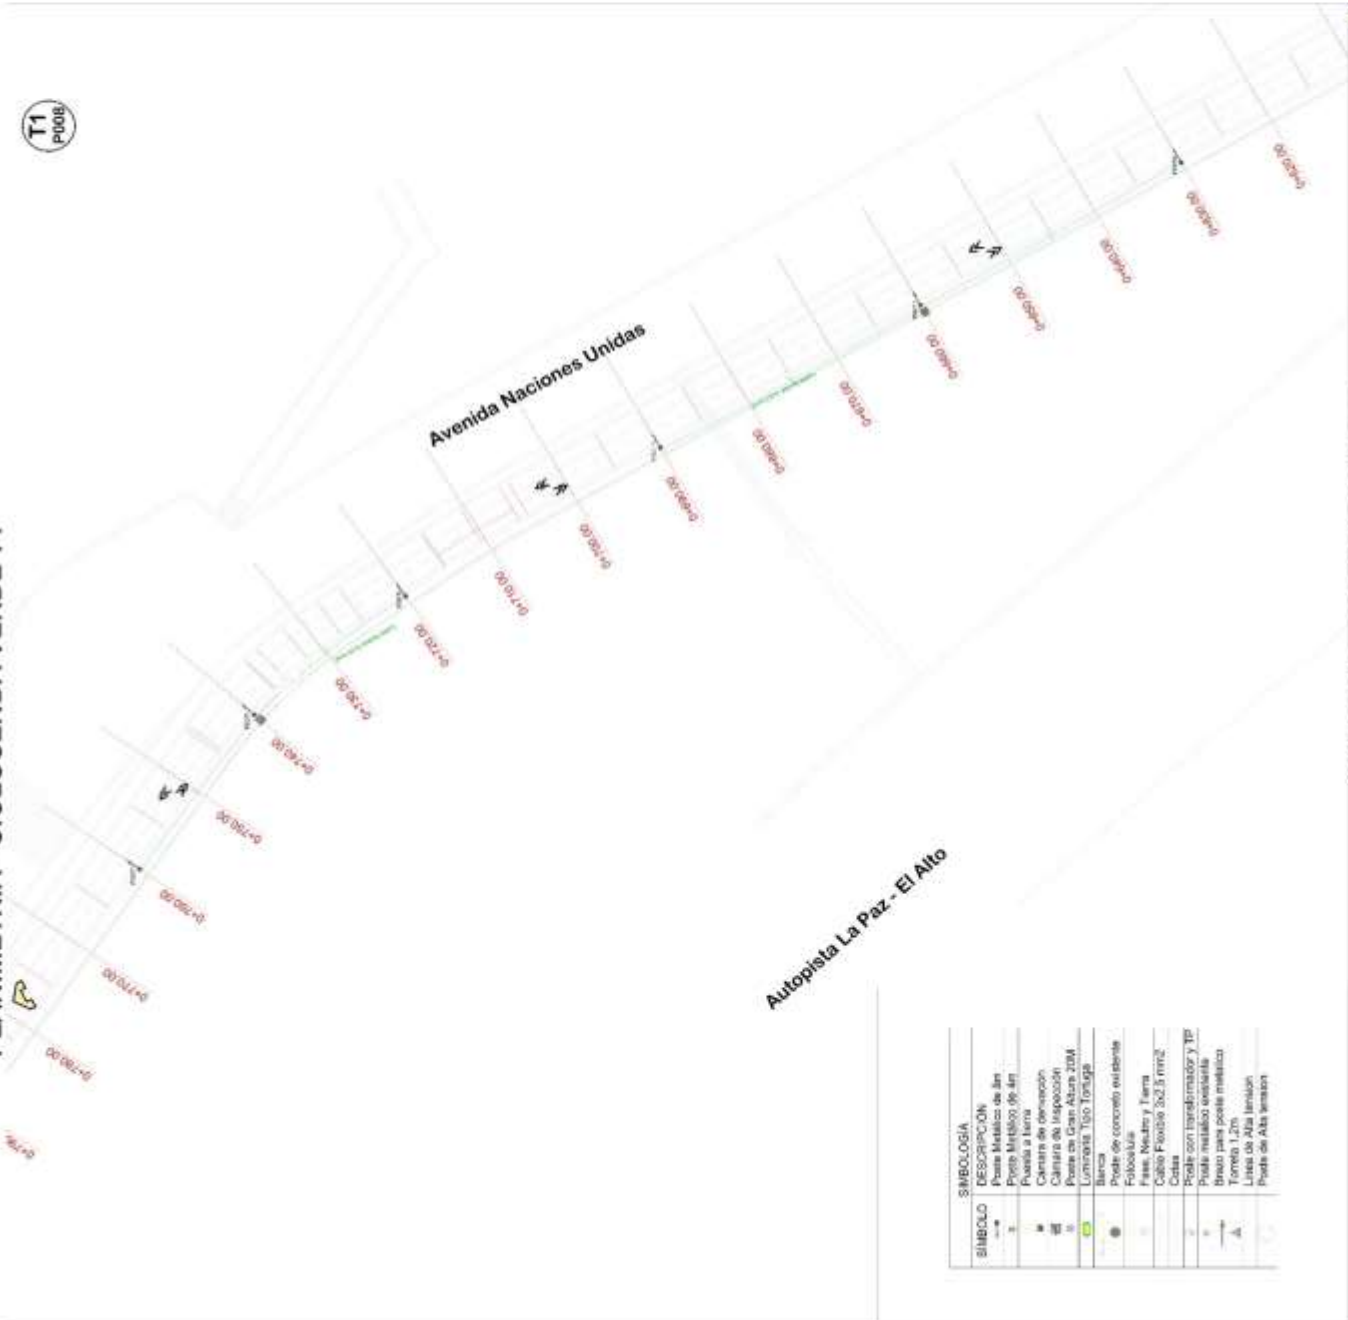 T1
P008
Avenida Naciones Unidas
Autopista La Paz - El Alto
0+620.00
0+630.00
0+640.00
0+650.00
0+660.00
0+670.00
0+680.00
0+690.00
0+700.00
0+710.00
0+720.00
0+730.00
0+740.00
0+750.00
0+760.00
0+770.00
0+780.00
0+79
SIMBOLOGÍA
SIMBOLO DESCRIPCIÓN
Poste Metálico de
Poste Metálico de 4m
Puesta a tierra
Cámara de derivación
Cámara de Inspección
Poste de Gran Altura 20M
Luminaria Tipo Tortuga
Banca
Poste de concreto existente
Fotocelula
Fase, Neutro y Tierra
Cable Flexible 3x2.5 mm2
Cotas
Poste con transformador y TP
Poste metálico existente
Brazo para poste metálico
Torreta 1.2m
Línea de Alta tension
Poste de Alta tension